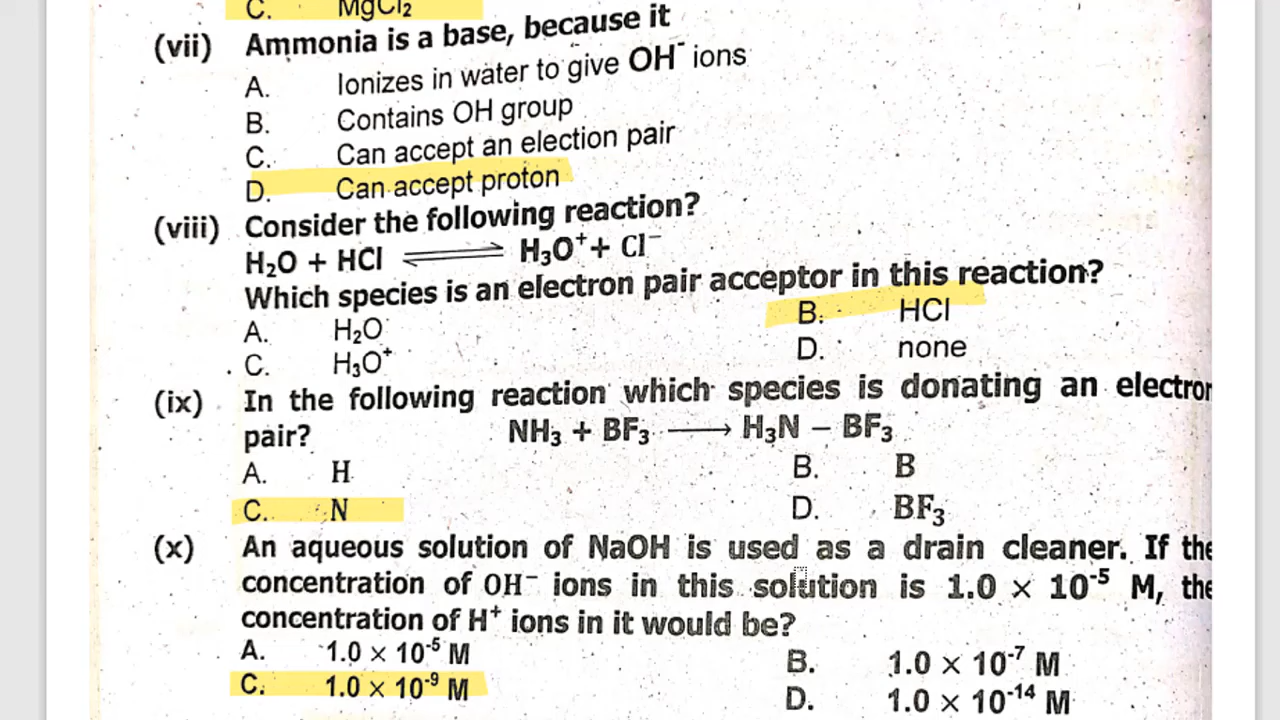 C. MgCl₂
(vii) Ammonia is a base, because it
A. Ionizes in water to give OH⁻ ions
B. Contains OH group
C. Can accept an election pair
D. Can accept proton
(viii) Consider the following reaction?
H₂O + HCl ⇌ H₃O⁺ + Cl⁻
Which species is an electron pair acceptor in this reaction?
A. H₂O B. HCl
C. H₃O⁺ D. none
(ix) In the following reaction which species is donating an electron
pair? NH₃ + BF₃ ⟶ H₃N – BF₃
A. H B. B
C. N D. BF₃
(x) An aqueous solution of NaOH is used as a drain cleaner. If the
concentration of OH⁻ ions in this solution is 1.0 × 10⁻⁵ M, the
concentration of H⁺ ions in it would be?
A. 1.0 × 10⁻⁵ M B. 1.0 × 10⁻⁷ M
C. 1.0 × 10⁻⁹ M D. 1.0 × 10⁻¹⁴ M